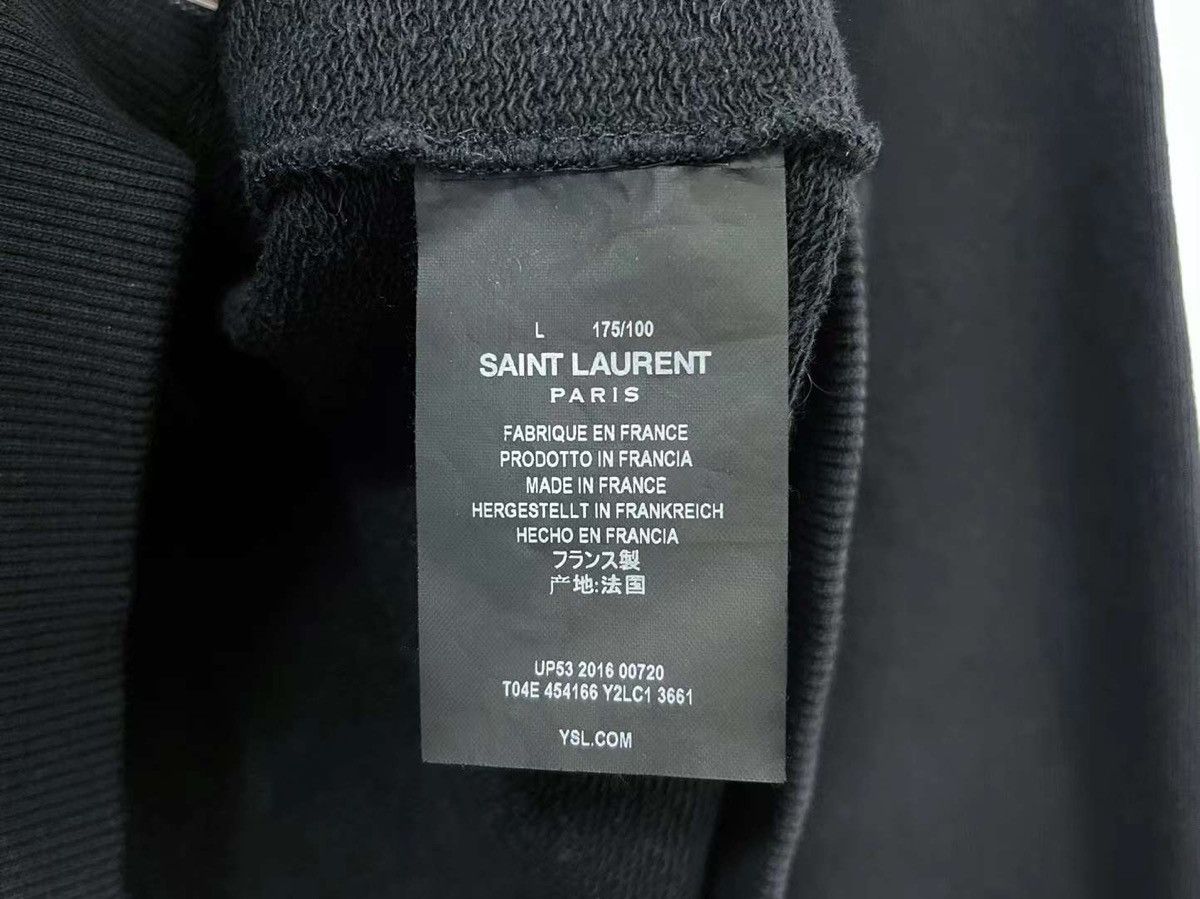 L 175/100
SAINT LAURENT
PARIS
FABRIQUE EN FRANCE
PRODOTTO IN FRANCIA
MADE IN FRANCE
HERGESTELLT IN FRANKREICH
HECHO EN FRANCIA
フランス製
产地:法国
UP53 2016 00720
T04E 454166 Y2LC1 3661
YSL.COM